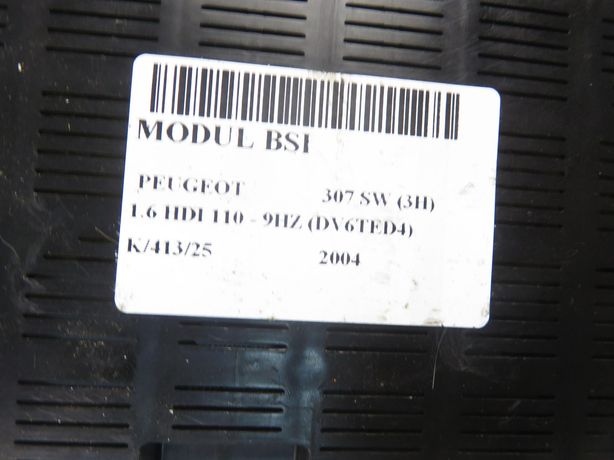 MODUL BSI
PEUGEOT 307 SW (3H)
1.6 HDI 110 - 9HZ (DV6TED4)
K/413/25 2004